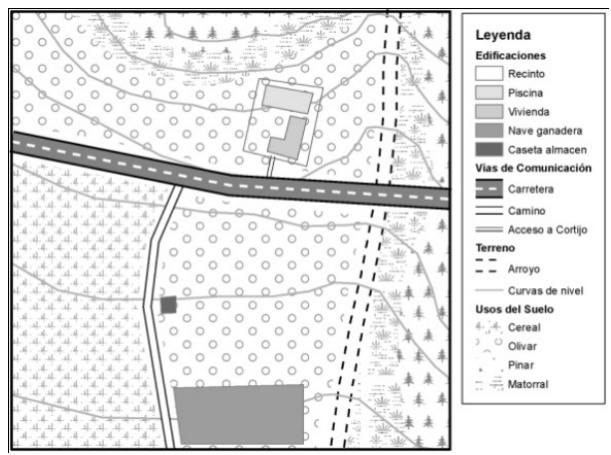 Leyenda
Edificaciones
Recinto
Piscina
Vivienda
Nave ganadera
Caseta almacen
Vias de Comunicación
Carretera
Camino
Acceso a Cortijo
Terreno
Arroyo
Curvas de nivel
Usos del Suelo
Cereal
Olivar
Pinar
Matorral